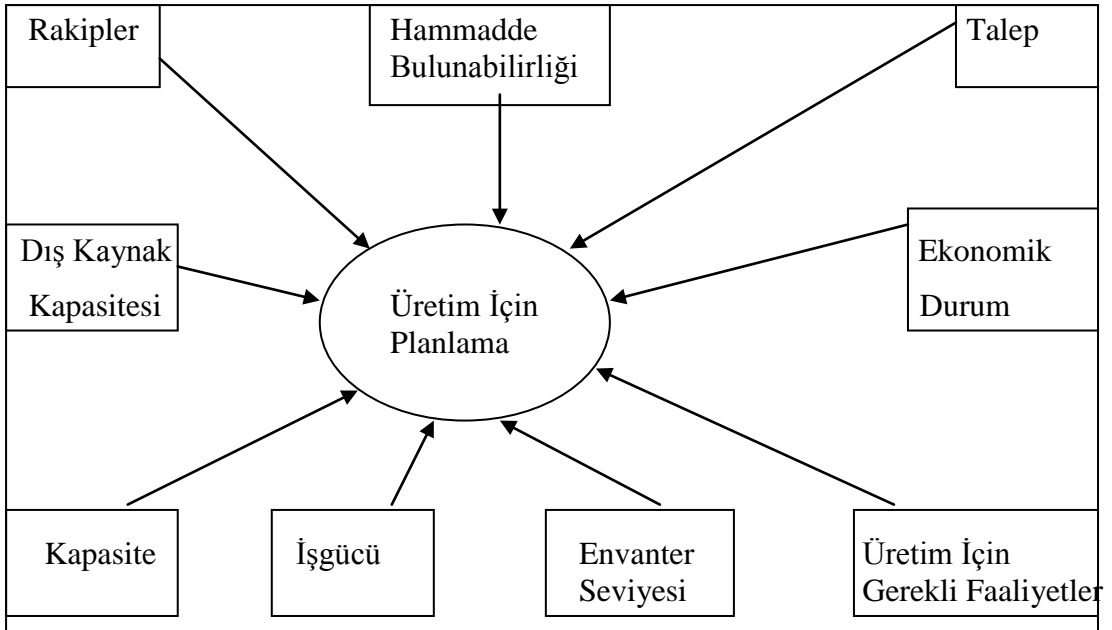 Rakipler
Hammadde
Bulunabilirliği
Talep
Dış Kaynak
Kapasitesi
Üretim İçin
Planlama
Ekonomik
Durum
Kapasite
İşgücü
Envanter
Seviyesi
Üretim İçin
Gerekli Faaliyetler